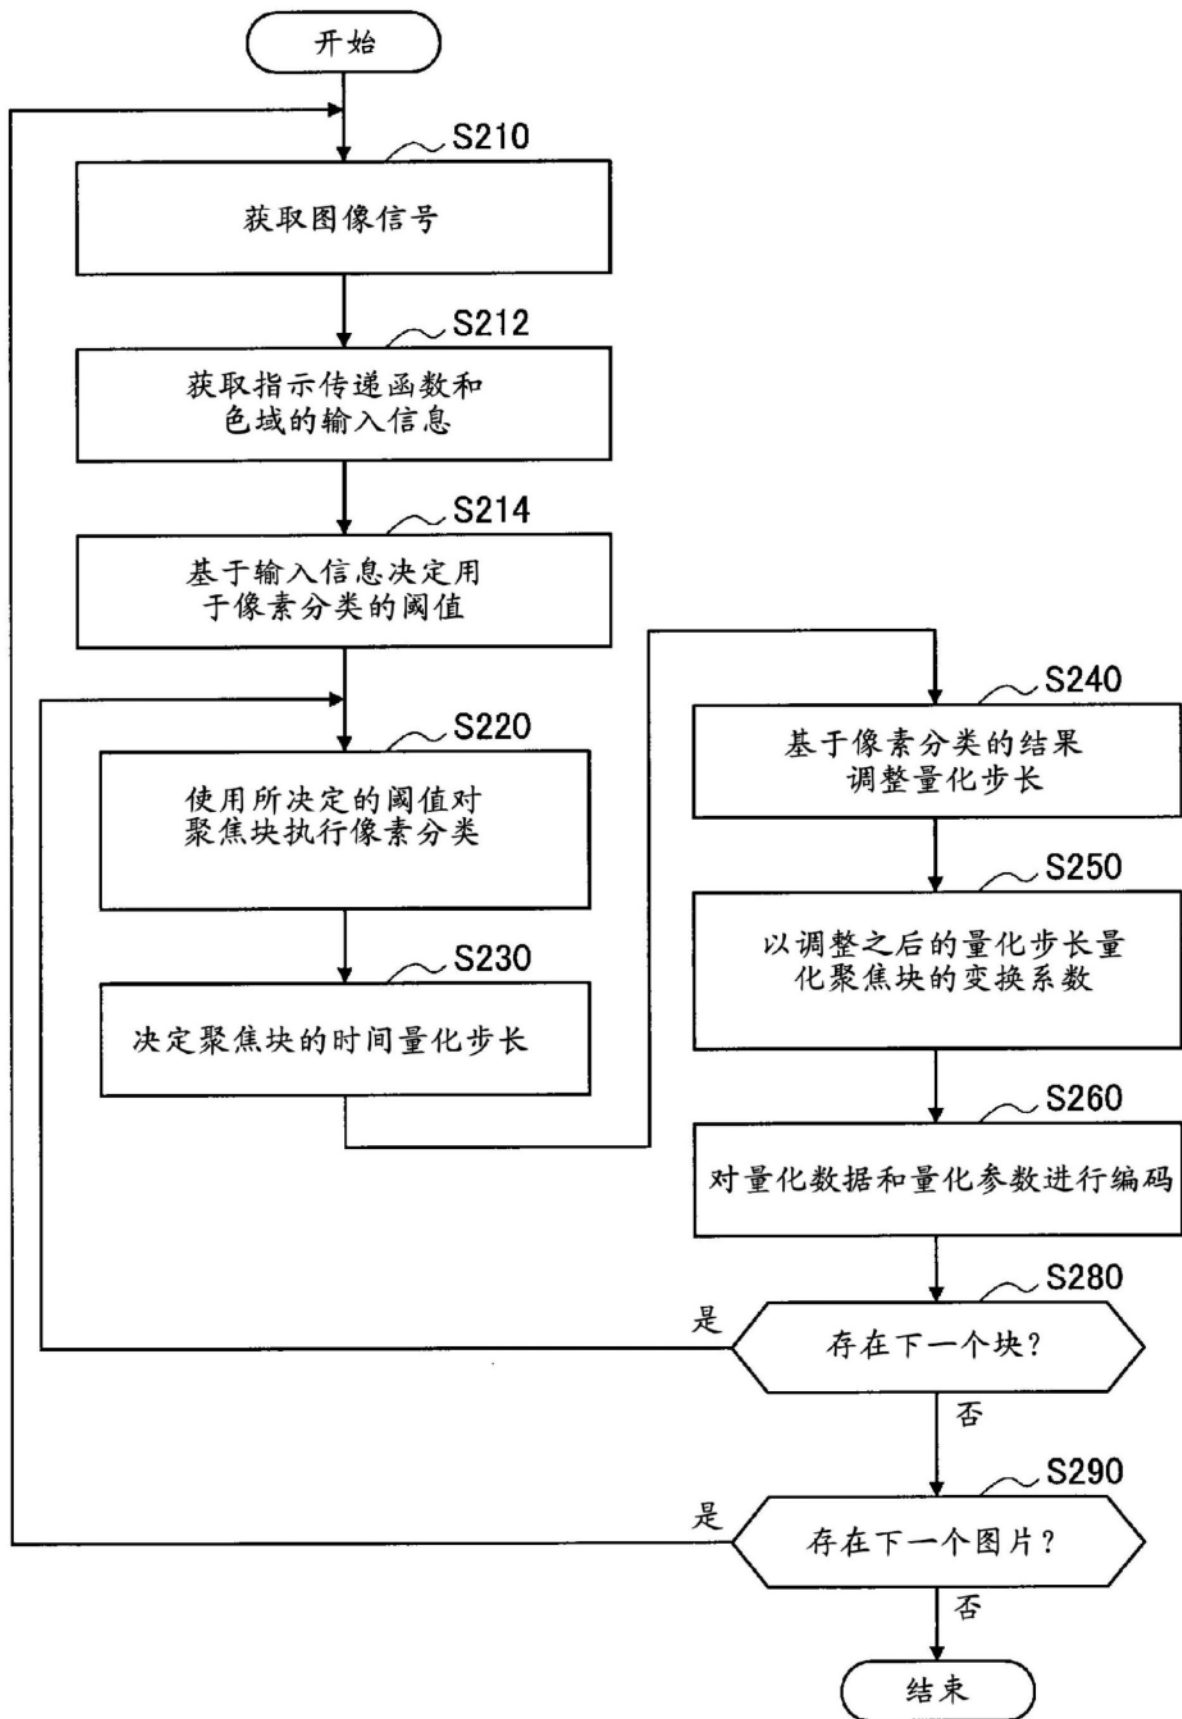 开始
S210
获取图像信号
S212
获取指示传递函数和
色域的输入信息
S214
基于输入信息决定用
于像素分类的阈值
S220
使用所决定的阈值对
聚焦块执行像素分类
S230
决定聚焦块的时间量化步长
S240
基于像素分类的结果
调整量化步长
S250
以调整之后的量化步长量
化聚焦块的变换系数
S260
对量化数据和量化参数进行编码
S280
是
存在下一个块?
否
S290
是
存在下一个图片?
否
结束